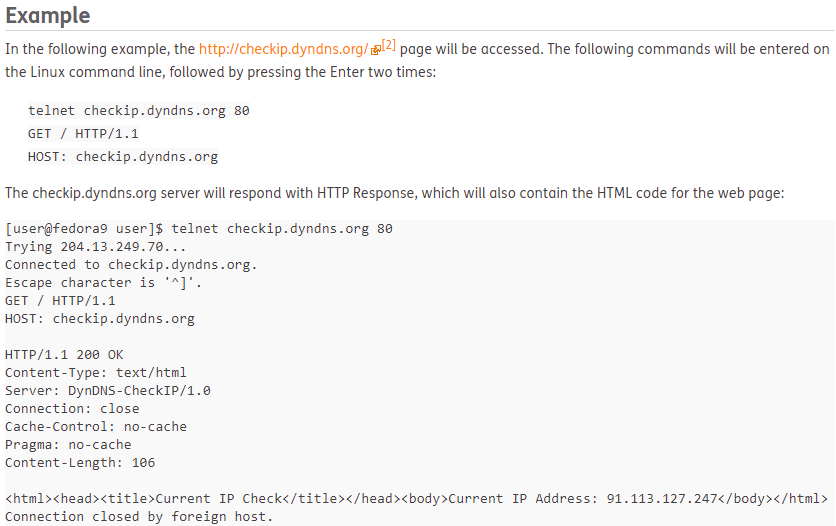 Example
In the following example, the http://checkip.dyndns.org/[2] page will be accessed. The following commands will be entered on
the Linux command line, followed by pressing the Enter two times:
telnet checkip.dyndns.org 80
GET / HTTP/1.1
HOST: checkip.dyndns.org
The checkip.dyndns.org server will respond with HTTP Response, which will also contain the HTML code for the web page:
[user@fedora9 user]$ telnet checkip.dyndns.org 80
Trying 204.13.249.70...
Connected to checkip.dyndns.org.
Escape character is '^]'.
GET / HTTP/1.1
HOST: checkip.dyndns.org
HTTP/1.1 200 OK
Content-Type: text/html
Server: DynDNS-CheckIP/1.0
Connection: close
Cache-Control: no-cache
Pragma: no-cache
Content-Length: 106
<html><head><title>Current IP Check</title></head><body>Current IP Address: 91.113.127.247</body></html>
Connection closed by foreign host.